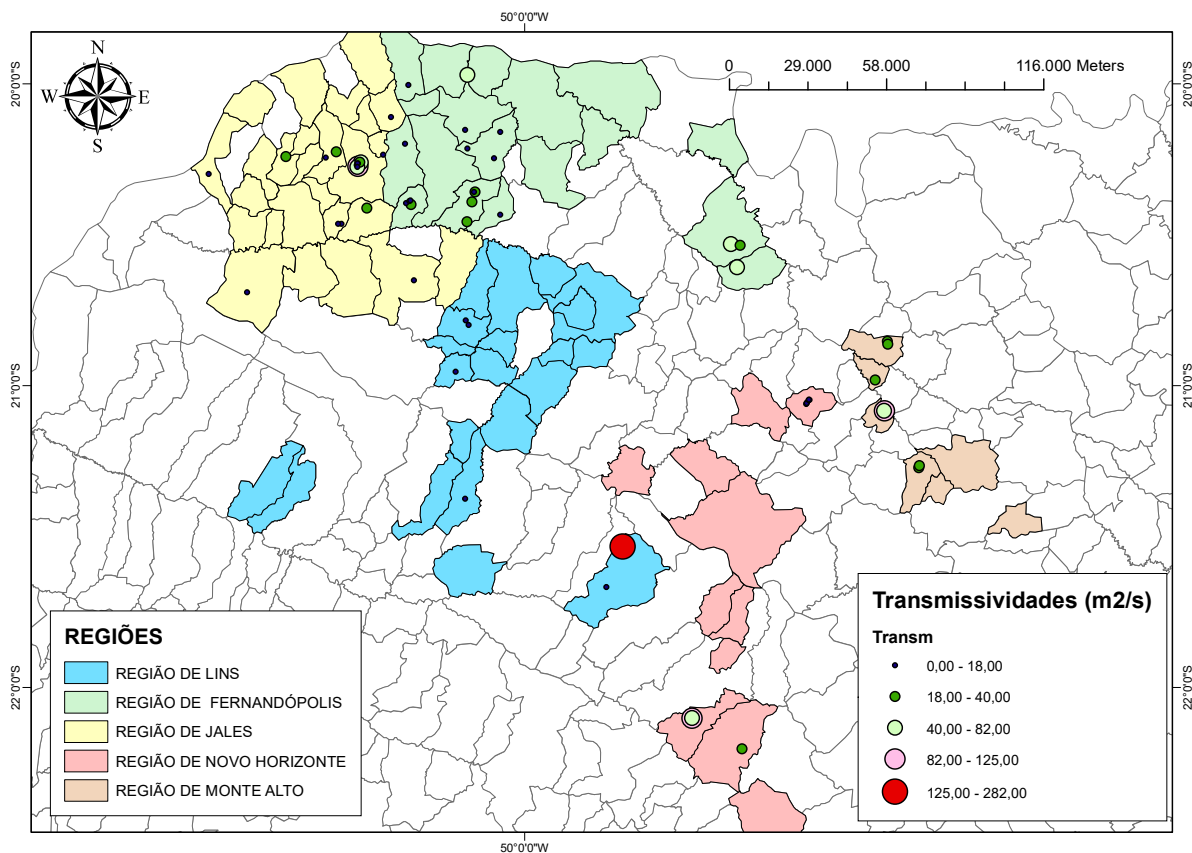 50°0'0"W
N
W E
S
0 29.000 58.000 116.000 Meters
20°0'0"S
20°0'0"S
21°0'0"S
21°0'0"S
22°0'0"S
22°0'0"S
REGIÕES
REGIÃO DE LINS
REGIÃO DE FERNANDÓPOLIS
REGIÃO DE JALES
REGIÃO DE NOVO HORIZONTE
REGIÃO DE MONTE ALTO
Transmissividades (m2/s)
Transm
0,00 - 18,00
18,00 - 40,00
40,00 - 82,00
82,00 - 125,00
125,00 - 282,00
50°0'0"W